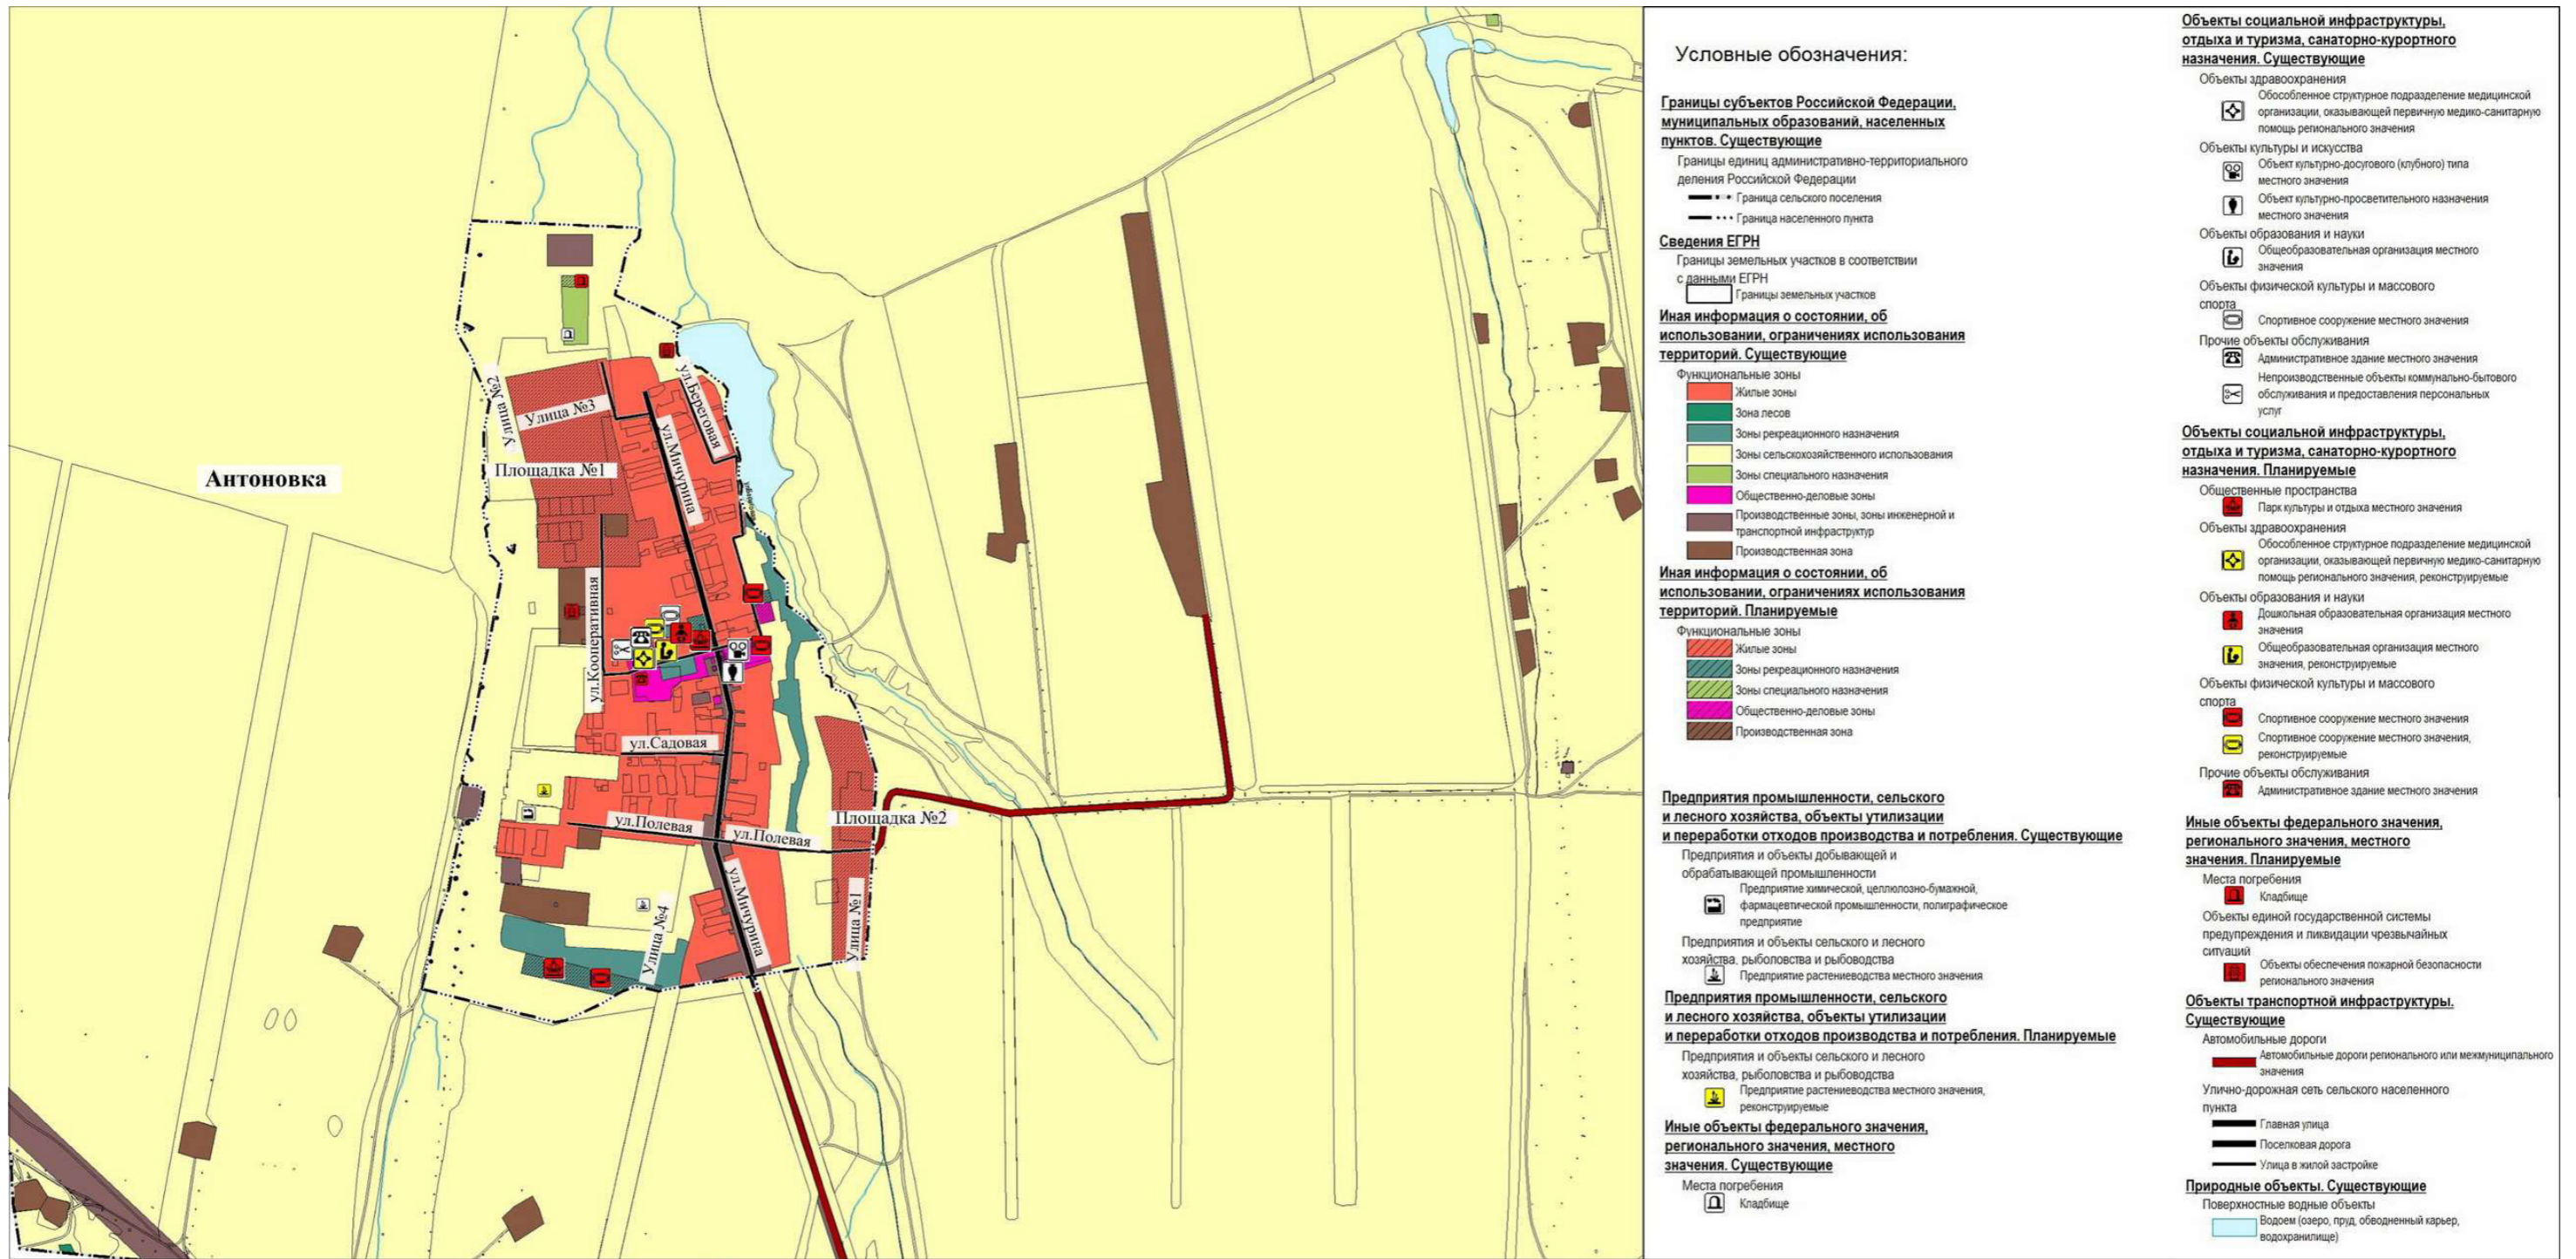 Антоновка
Улица №2
Улица №3
ул.Береговая
ул.Мичурина
Площадка №1
ул.Кооперативная
ул.Садовая
ул.Полевая
ул.Полевая
Площадка №2
ул.Мичурина
Улица №1
Улица №4
Условные обозначения:
Границы субъектов Российской Федерации,
муниципальных образований, населенных
пунктов. Существующие
Границы единиц административно-территориального
деления Российской Федерации
Граница сельского поселения
Граница населенного пункта
Сведения ЕГРН
Границы земельных участков в соответствии
с данными ЕГРН
Границы земельных участков
Иная информация о состоянии, об
использовании, ограничениях использования
территорий. Существующие
Функциональные зоны
Жилые зоны
Зона лесов
Зоны рекреационного назначения
Зоны сельскохозяйственного использования
Зоны специального назначения
Общественно-деловые зоны
Производственные зоны, зоны инженерной и
транспортной инфраструктур
Производственная зона
Иная информация о состоянии, об
использовании, ограничениях использования
территорий. Планируемые
Функциональные зоны
Жилые зоны
Зоны рекреационного назначения
Зоны специального назначения
Общественно-деловые зоны
Производственная зона
Предприятия промышленности, сельского
и лесного хозяйства, объекты утилизации
и переработки отходов производства и потребления. Существующие
Предприятия и объекты добывающей и
обрабатывающей промышленности
Предприятие химической, целлюлозно-бумажной,
фармацевтической промышленности, полиграфическое
предприятие
Предприятия и объекты сельского и лесного
хозяйства, рыболовства и рыбоводства
Предприятие растениеводства местного значения
Предприятия промышленности, сельского
и лесного хозяйства, объекты утилизации
и переработки отходов производства и потребления. Планируемые
Предприятия и объекты сельского и лесного
хозяйства, рыболовства и рыбоводства
Предприятие растениеводства местного значения,
реконструируемые
Иные объекты федерального значения,
регионального значения, местного
значения. Существующие
Места погребения
Кладбище
Объекты социальной инфраструктуры,
отдыха и туризма, санаторно-курортного
назначения. Существующие
Объекты здравоохранения
Обособленное структурное подразделение медицинской
организации, оказывающей первичную медико-санитарную
помощь регионального значения
Объекты культуры и искусства
Объект культурно-досугового (клубного) типа
местного значения
Объект культурно-просветительного назначения
местного значения
Объекты образования и науки
Общеобразовательная организация местного
значения
Объекты физической культуры и массового
спорта
Спортивное сооружение местного значения
Прочие объекты обслуживания
Административное здание местного значения
Непроизводственные объекты коммунально-бытового
обслуживания и предоставления персональных
услуг
Объекты социальной инфраструктуры,
отдыха и туризма, санаторно-курортного
назначения. Планируемые
Общественные пространства
Парк культуры и отдыха местного значения
Объекты здравоохранения
Обособленное структурное подразделение медицинской
организации, оказывающей первичную медико-санитарную
помощь регионального значения, реконструируемые
Объекты образования и науки
Дошкольная образовательная организация местного
значения
Общеобразовательная организация местного
значения, реконструируемые
Объекты физической культуры и массового
спорта
Спортивное сооружение местного значения
Спортивное сооружение местного значения,
реконструируемые
Прочие объекты обслуживания
Административное здание местного значения
Иные объекты федерального значения,
регионального значения, местного
значения. Планируемые
Места погребения
Кладбище
Объекты единой государственной системы
предупреждения и ликвидации чрезвычайных
ситуаций
Объекты обеспечения пожарной безопасности
регионального значения
Объекты транспортной инфраструктуры.
Существующие
Автомобильные дороги
Автомобильные дороги регионального или межмуниципального
значения
Улично-дорожная сеть сельского населенного
пункта
Главная улица
Поселковая дорога
Улица в жилой застройке
Природные объекты. Существующие
Поверхностные водные объекты
Водоем (озеро, пруд, обводненный карьер,
водохранилище)